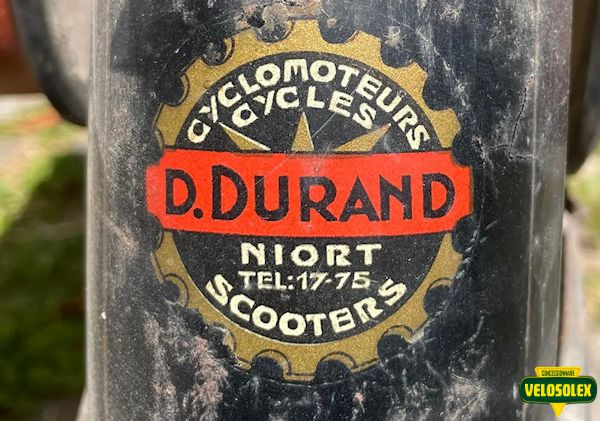 CYCLOMOTEURS
CYCLES
D.DURAND
NIORT
TEL:17-75
SCOOTERS
CONCESSIONNAIRE
VELOSOLEX